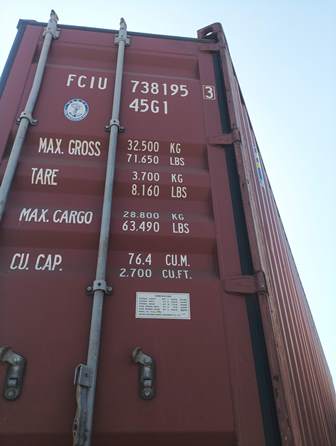 FCIU 738195 3
45G1
MAX. GROSS 32.500 KG
71.650 LBS
TARE 3.700 KG
8.160 LBS
MAX. CARGO 28.800 KG
63.490 LBS
CU. CAP. 76.4 CU.M.
2.700 CU.FT.